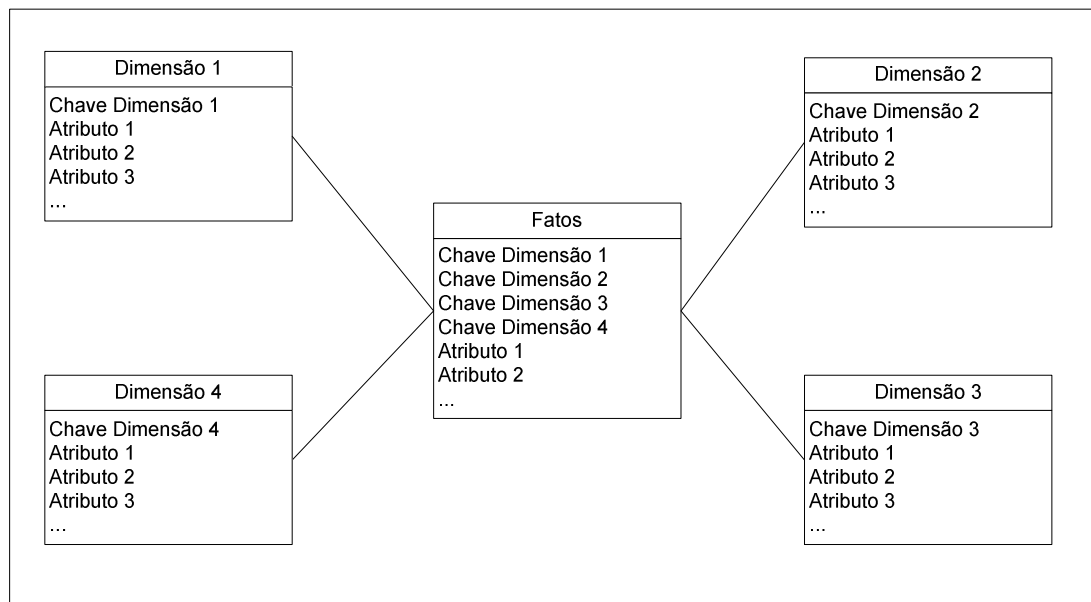 Dimensão 1
Chave Dimensão 1
Atributo 1
Atributo 2
Atributo 3
...
Dimensão 2
Chave Dimensão 2
Atributo 1
Atributo 2
Atributo 3
...
Fatos
Chave Dimensão 1
Chave Dimensão 2
Chave Dimensão 3
Chave Dimensão 4
Atributo 1
Atributo 2
...
Dimensão 4
Chave Dimensão 4
Atributo 1
Atributo 2
Atributo 3
...
Dimensão 3
Chave Dimensão 3
Atributo 1
Atributo 2
Atributo 3
...